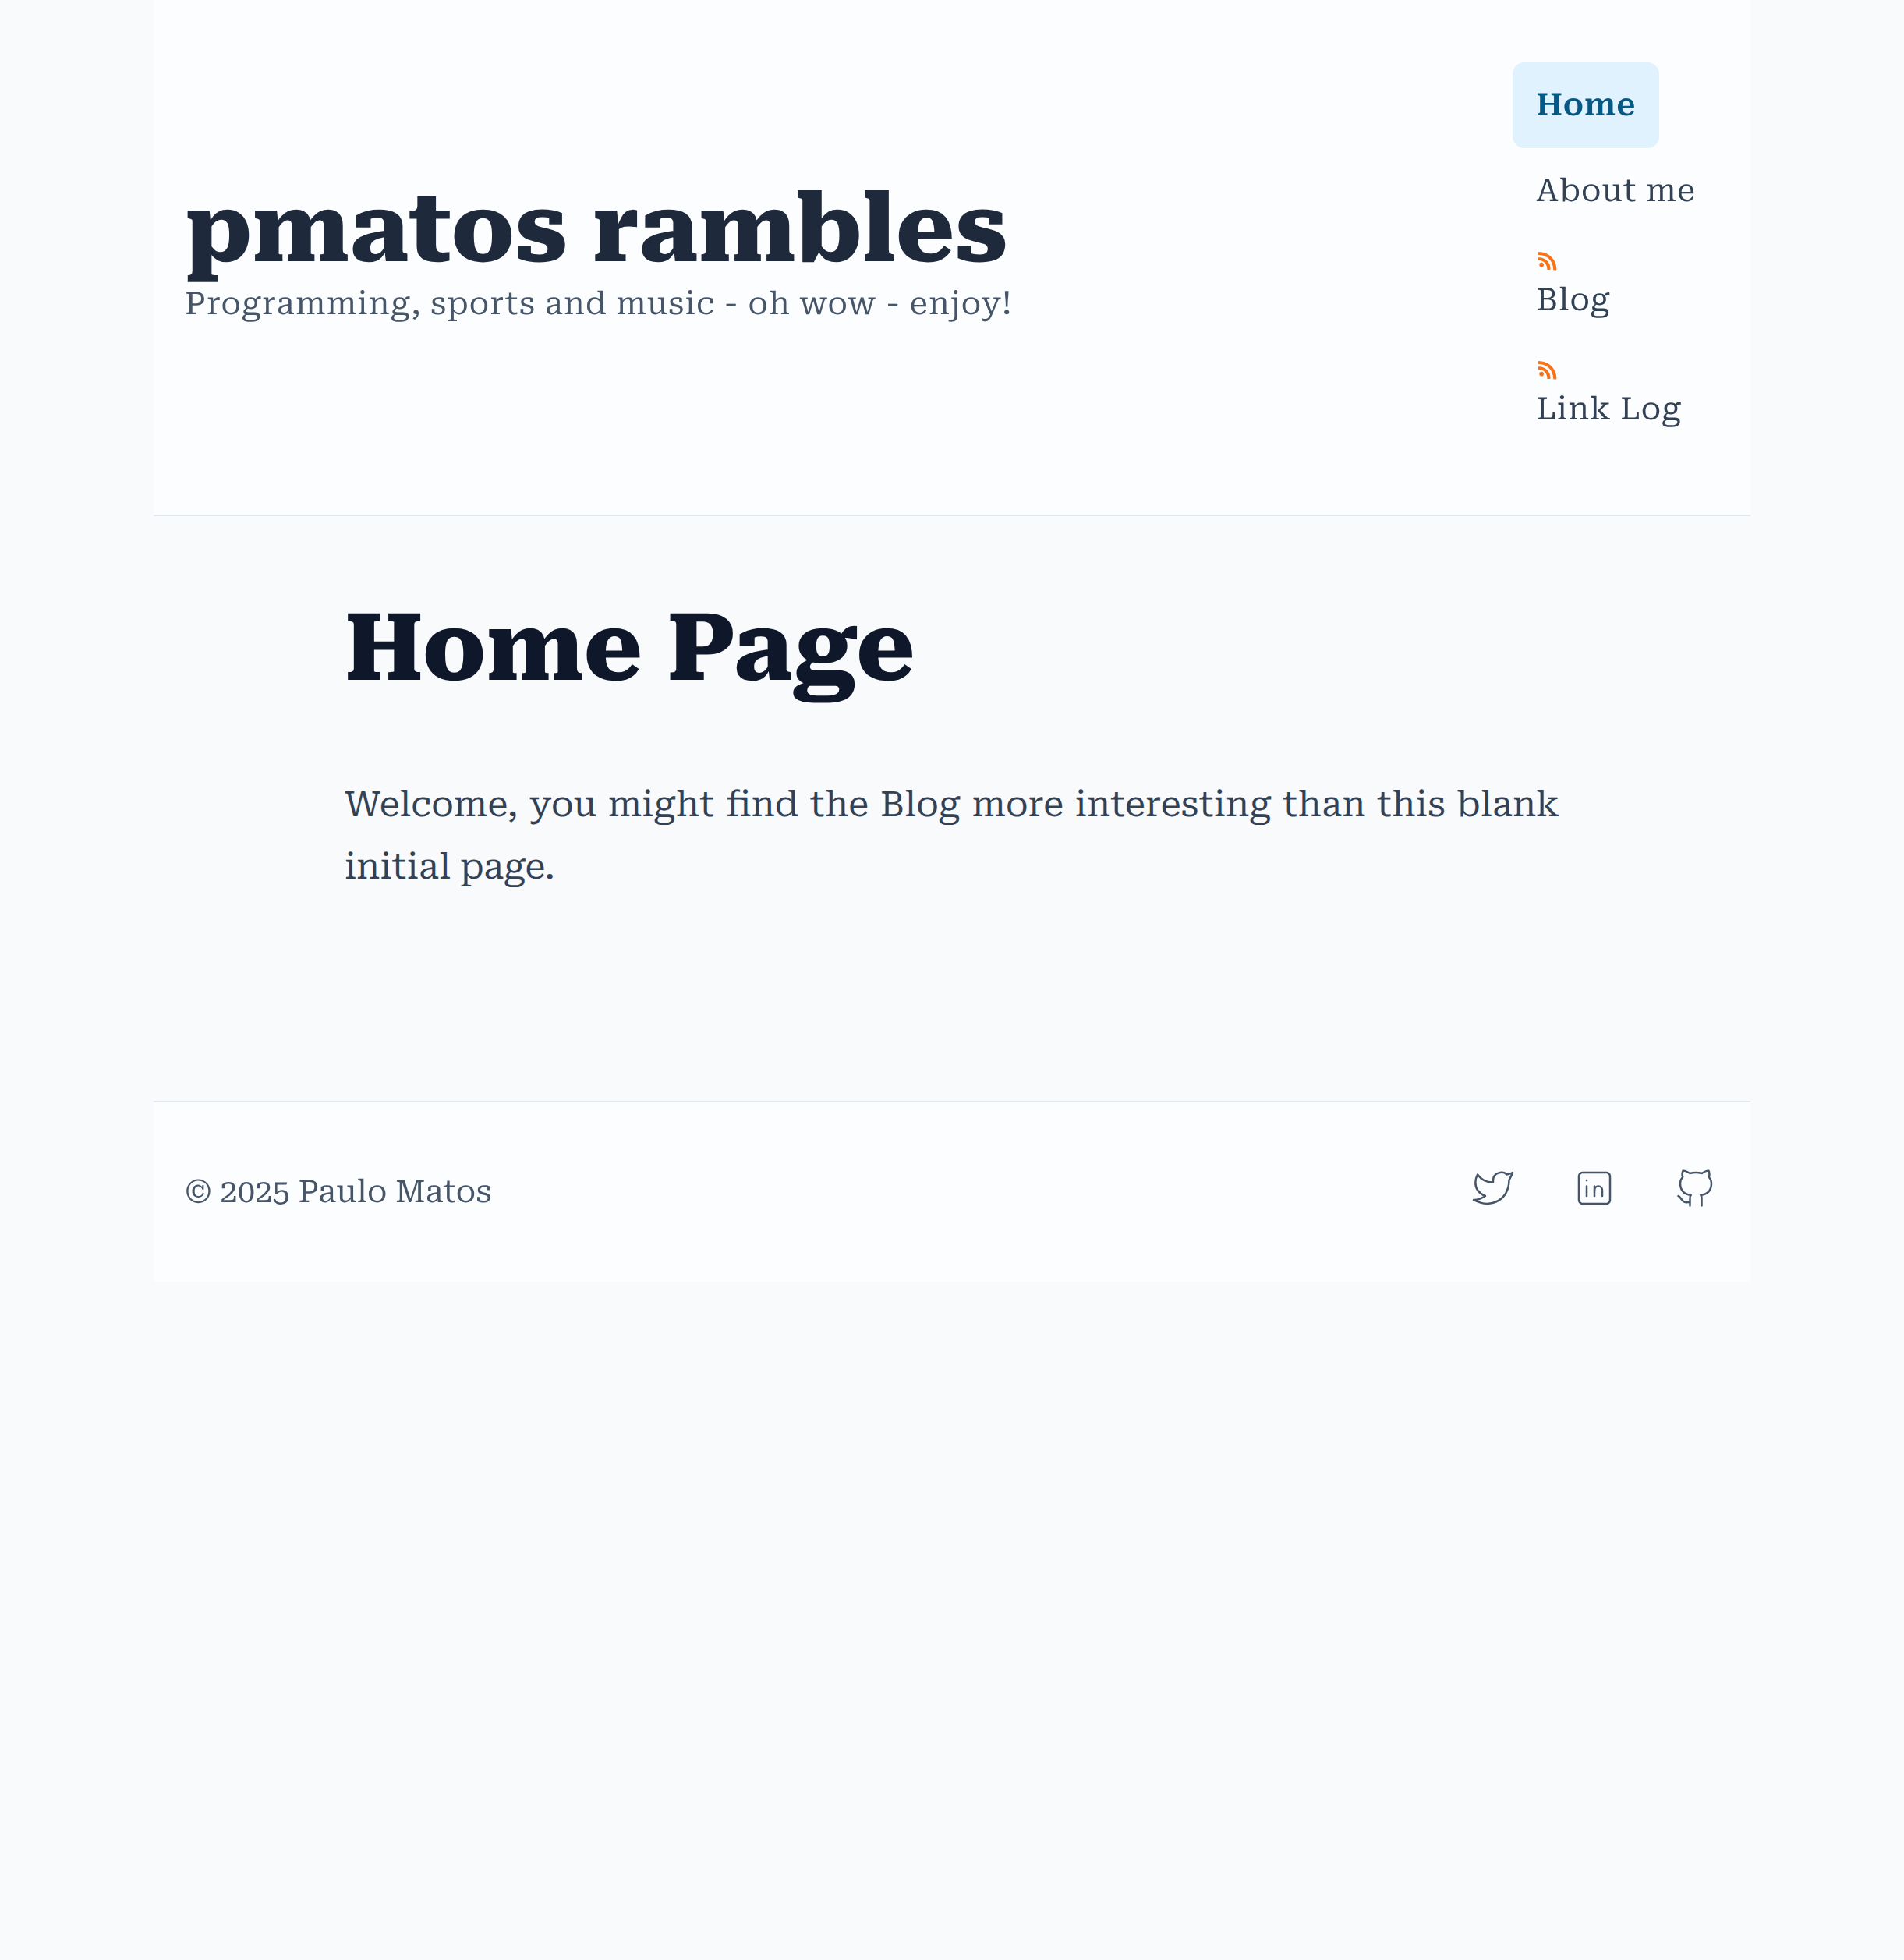 pmatos rambles
Programming, sports and music - oh wow - enjoy!
Home
About me
Blog
Link Log
Home Page
Welcome, you might find the Blog more interesting than this blank
initial page.
© 2025 Paulo Matos
in